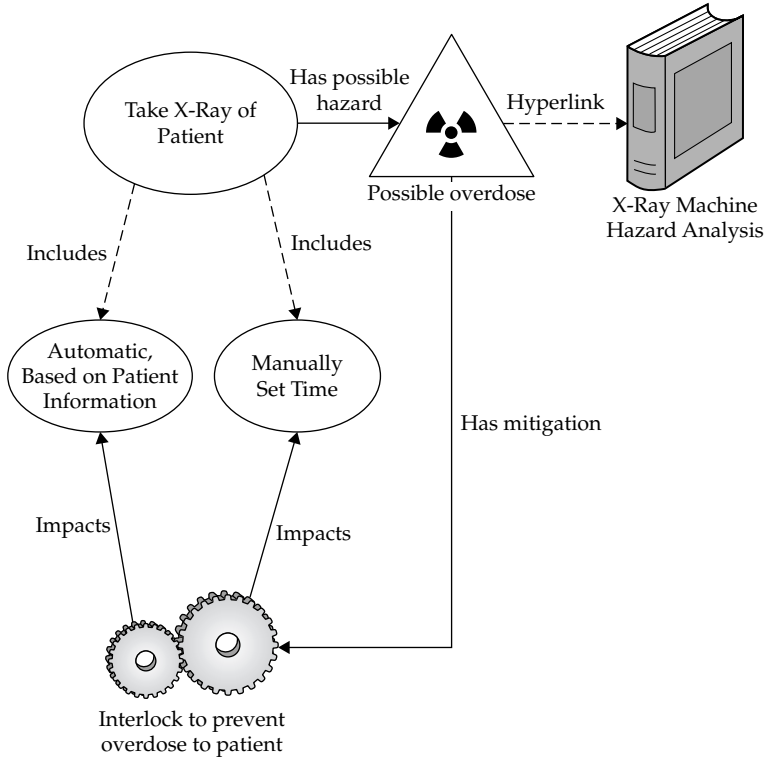 Take X-Ray of
Patient
Has possible
hazard
Possible overdose
Hyperlink
X-Ray Machine
Hazard Analysis
Includes
Includes
Automatic,
Based on Patient
Information
Manually
Set Time
Has mitigation
Impacts
Impacts
Interlock to prevent
overdose to patient